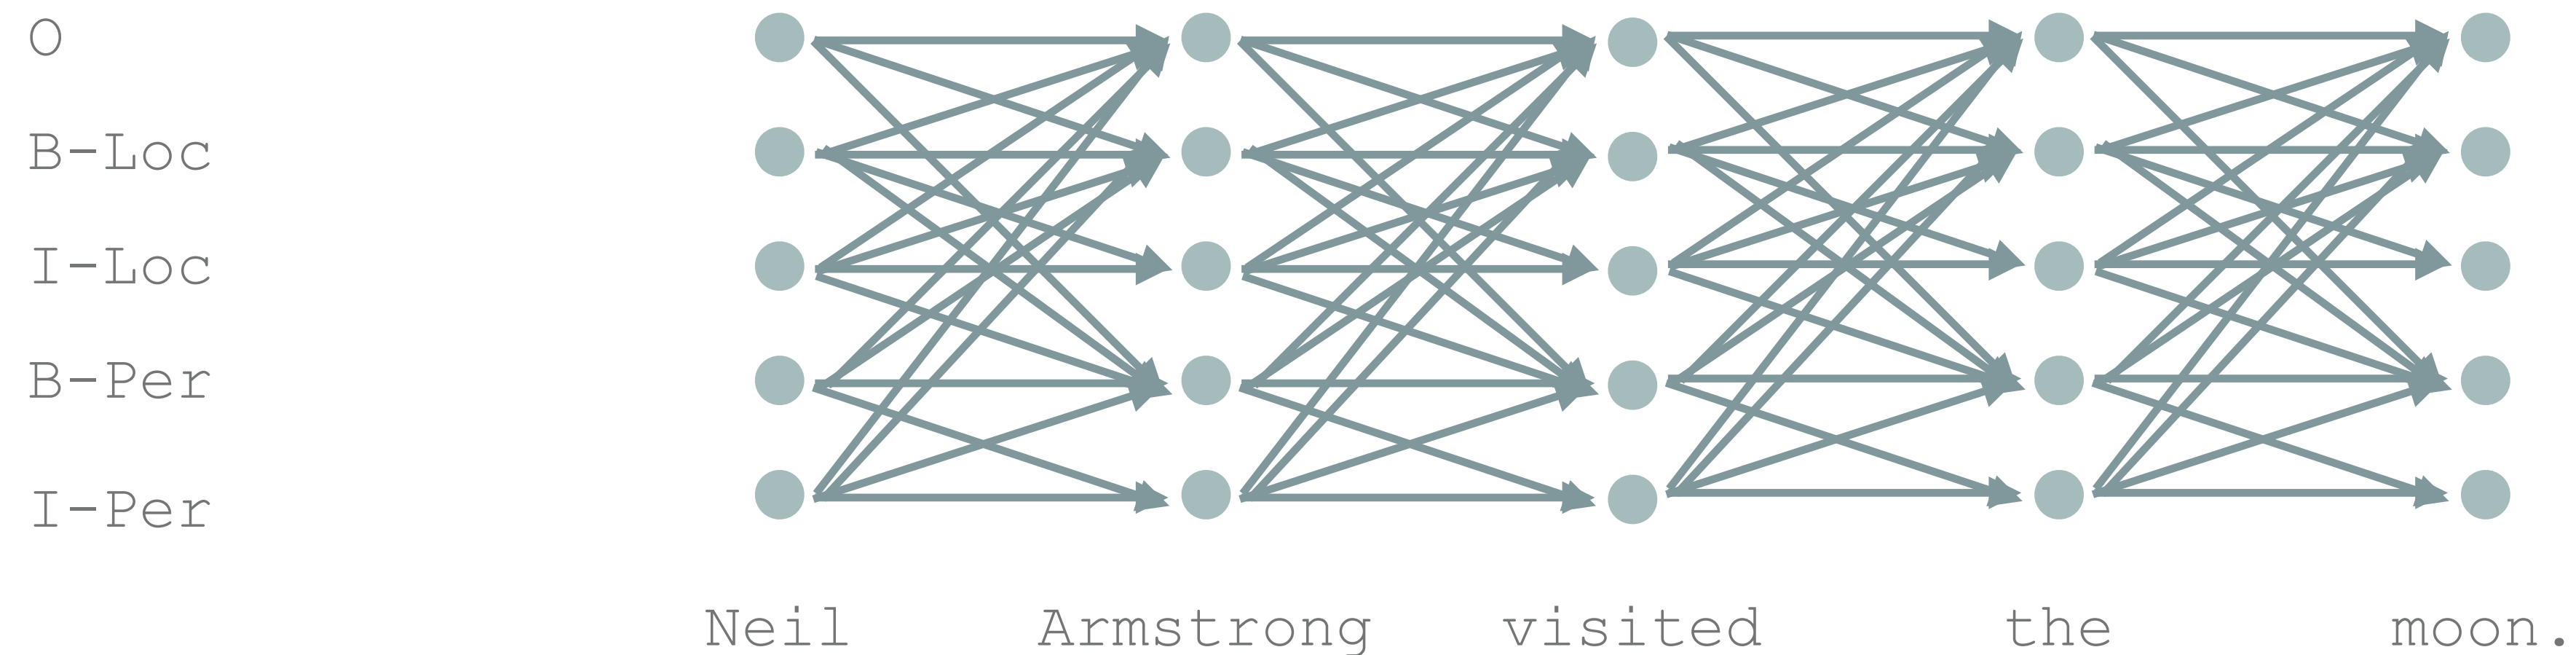 O
B-Loc
I-Loc
B-Per
I-Per
Neil Armstrong visited the moon.